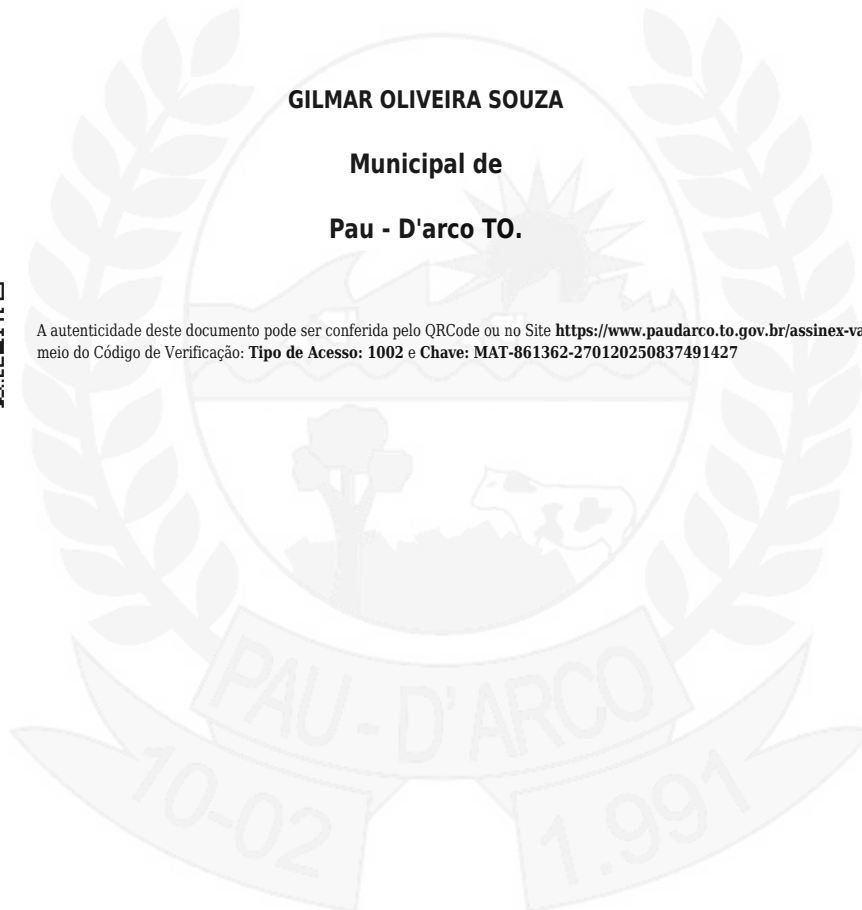 GILMAR OLIVEIRA SOUZA
Municipal de
Pau - D'arco TO.
A autenticidade deste documento pode ser conferida pelo QRCode ou no Site https://www.paudarco.to.gov.br/assinex-va
meio do Código de Verificação: Tipo de Acesso: 1002 e Chave: MAT-861362-270120250837491427
PAU - D'ARCO
10-02 1.991